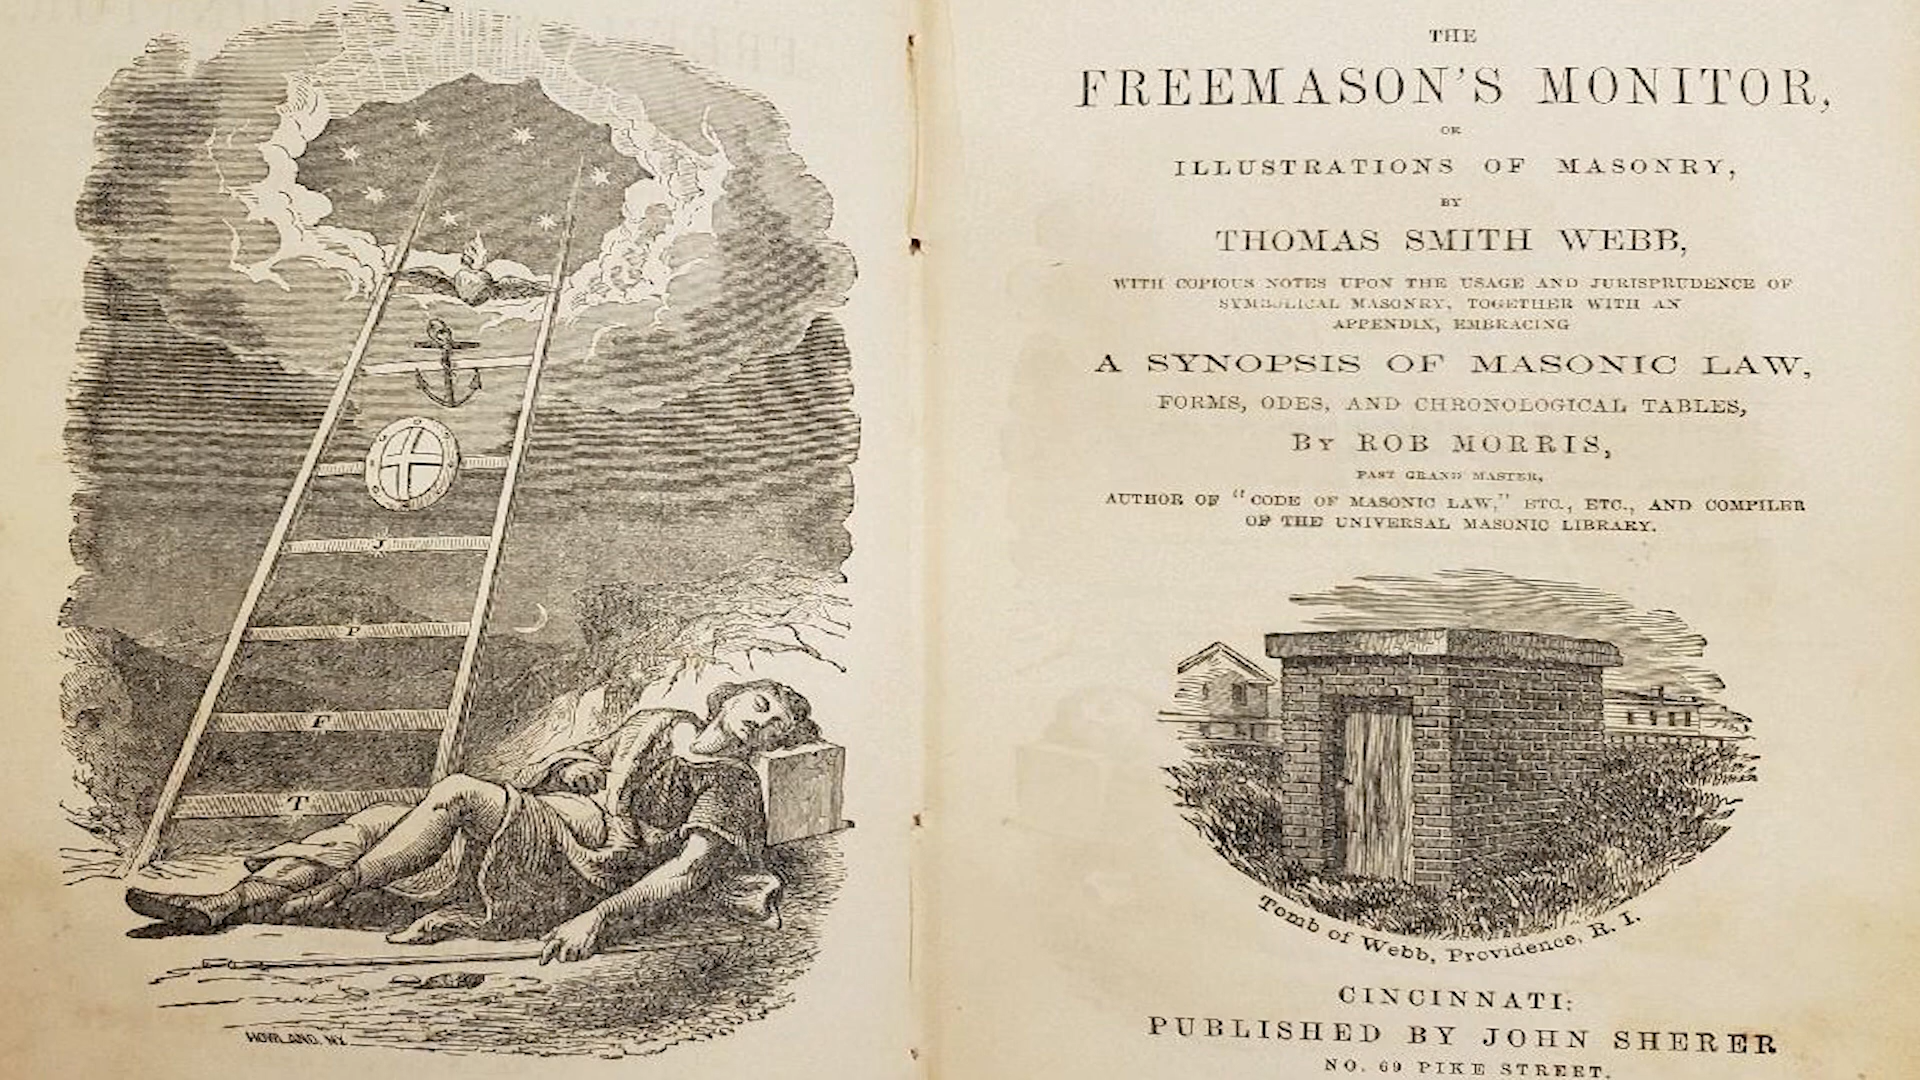 J
P
F
T
HOWLAND. N.Y.
THE
FREEMASON'S MONITOR,
OR
ILLUSTRATIONS OF MASONRY,
BY
THOMAS SMITH WEBB,
WITH COPIOUS NOTES UPON THE USAGE AND JURISPRUDENCE OF
SYMBOLICAL MASONRY, TOGETHER WITH AN
APPENDIX, EMBRACING
A SYNOPSIS OF MASONIC LAW,
FORMS, ODES, AND CHRONOLOGICAL TABLES,
BY ROB MORRIS,
PAST GRAND MASTER,
AUTHOR OF "CODE OF MASONIC LAW," ETC., ETC., AND COMPILER
OF THE UNIVERSAL MASONIC LIBRARY.
Tomb of Webb, Providence, R. I.
CINCINNATI:
PUBLISHED BY JOHN SHERER
NO. 69 PIKE STREET.